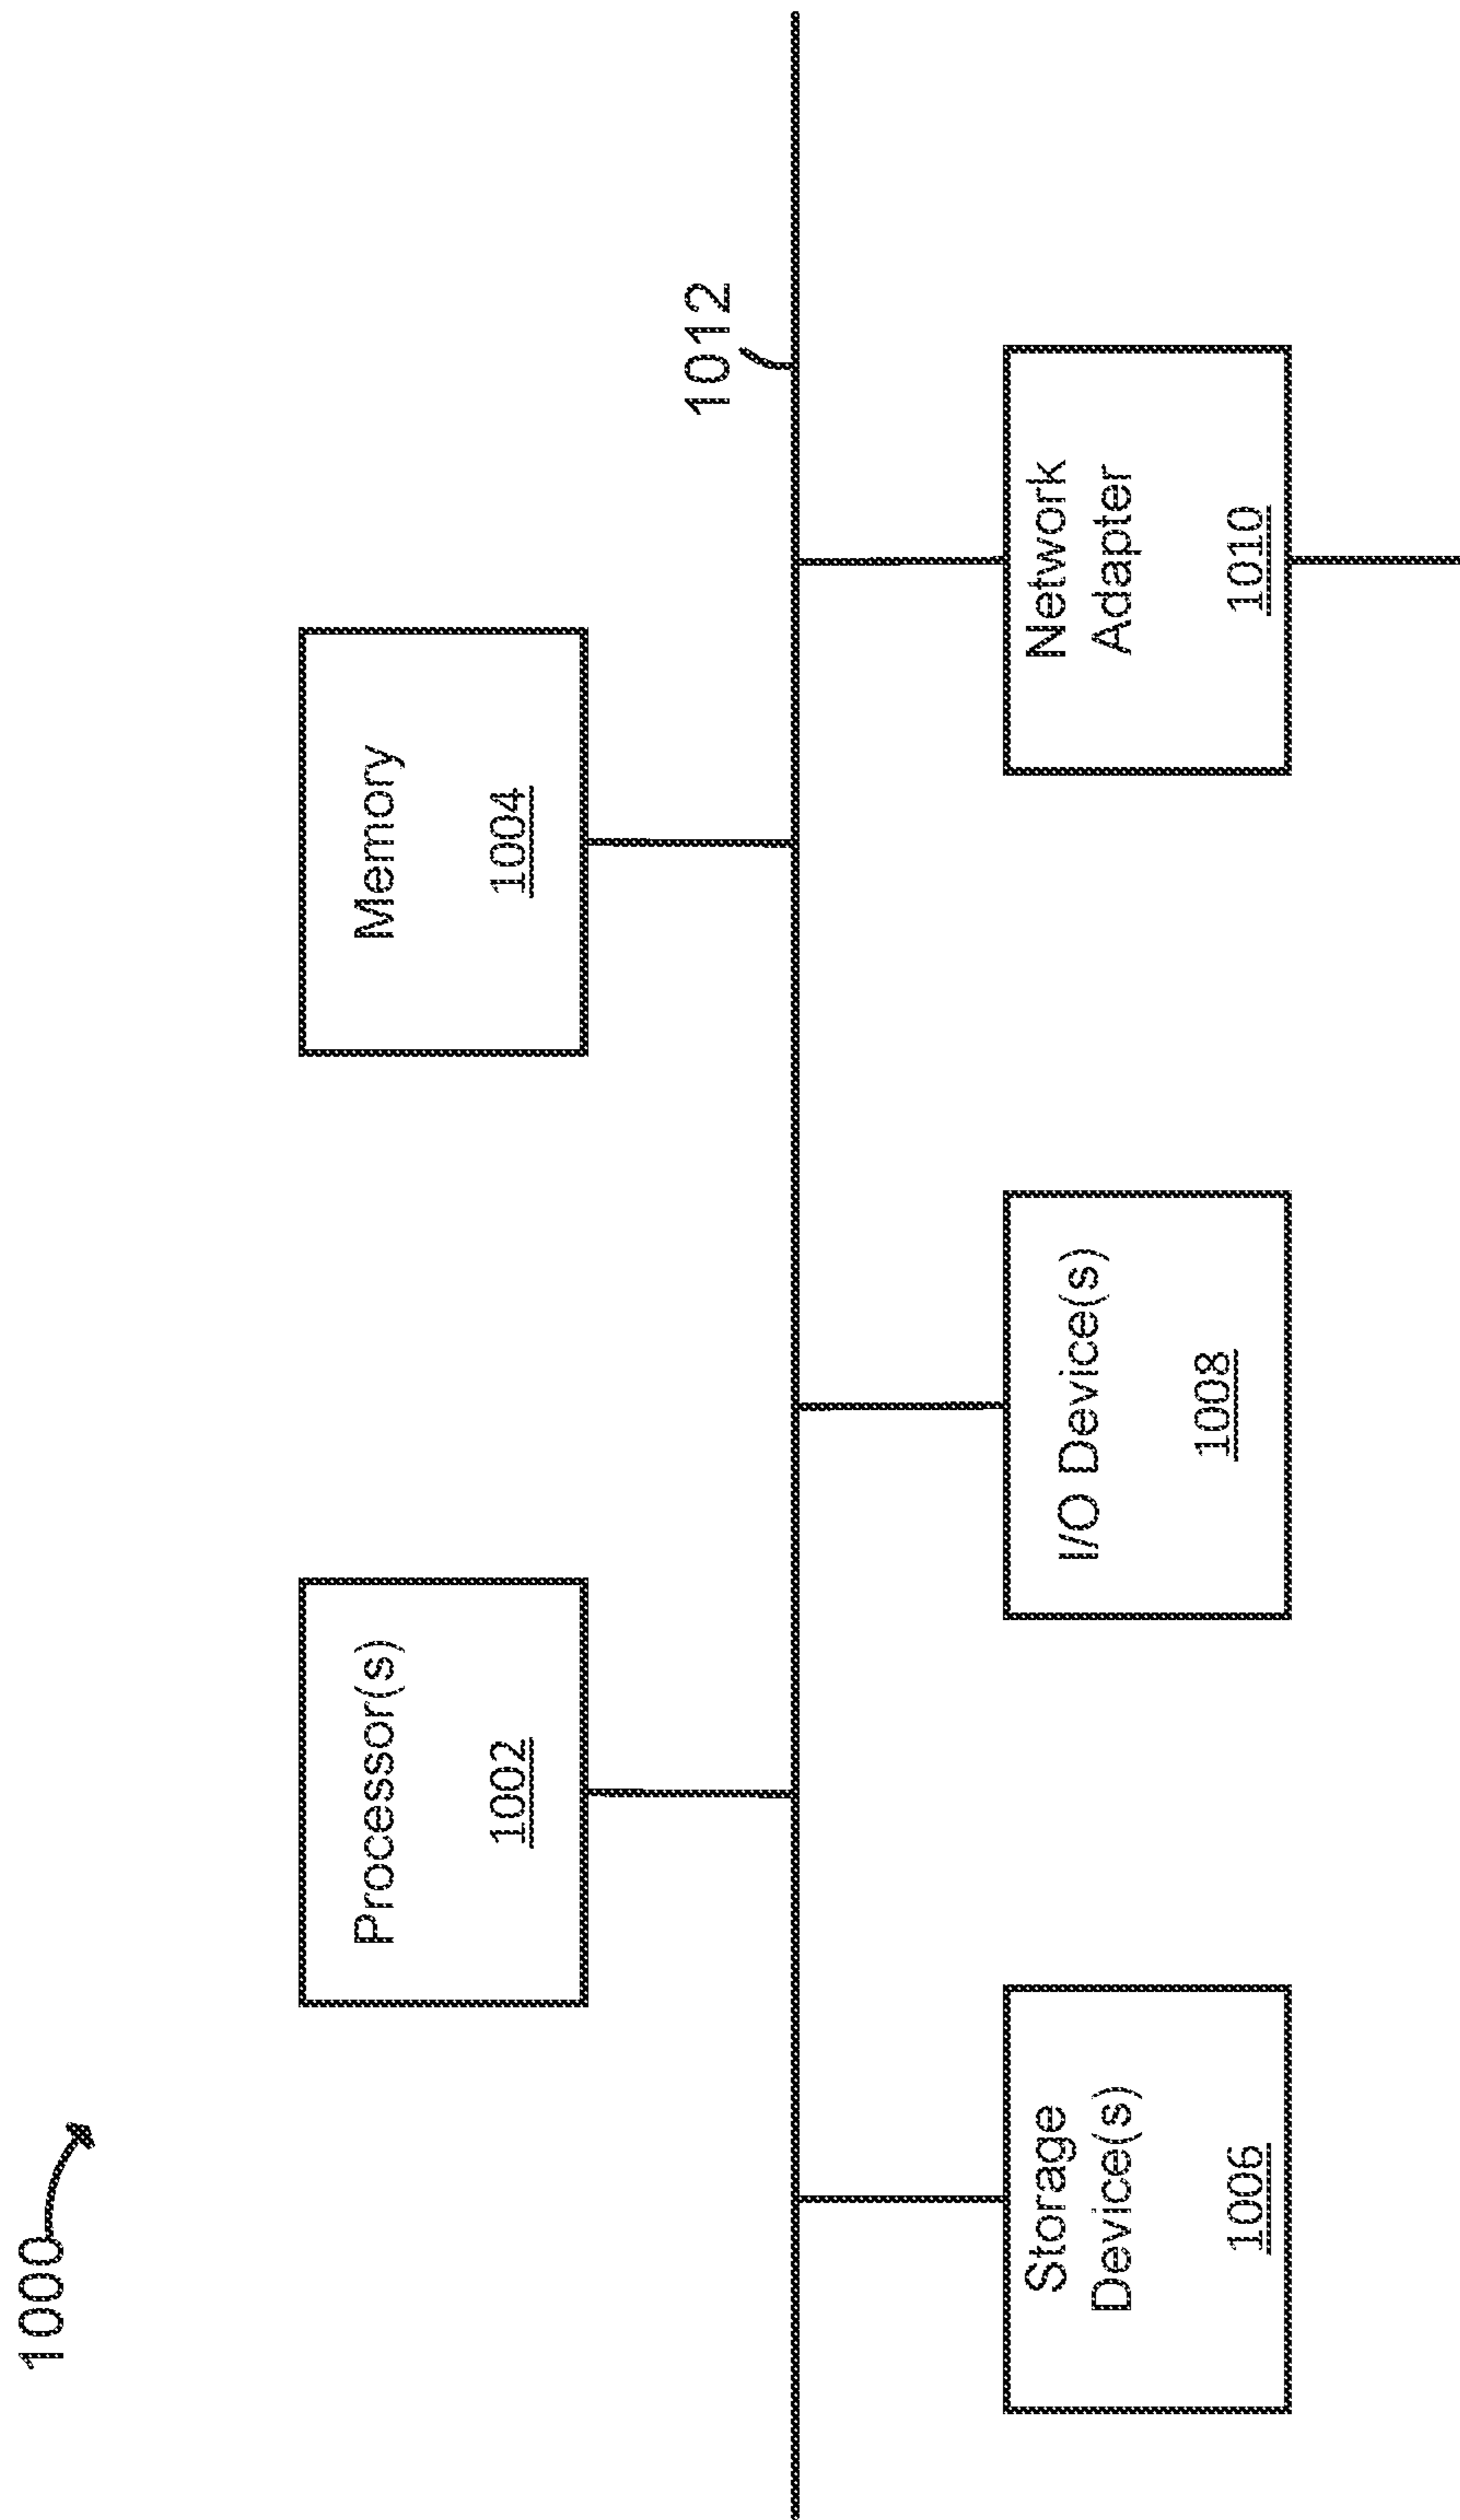 1000
Processor(s)
1002
Memory
1004
1012
Storage
Device(s)
1006
I/O Device(s)
1008
Network
Adapter
1010